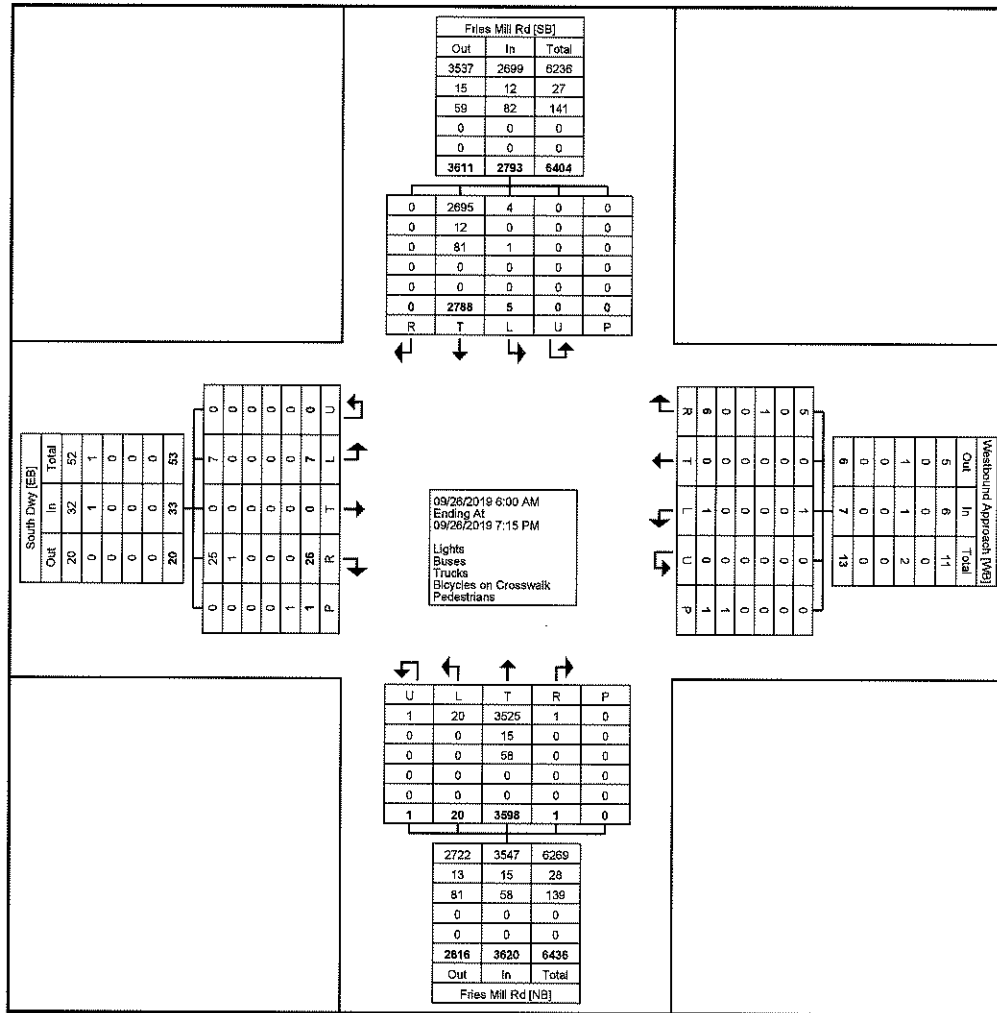 Fries Mill Rd [SB]
Out In Total
3537 2699 6236
15 12 27
59 82 141
0 0 0
0 0 0
3611 2793 6404
0 2695 4 0 0
0 12 0 0 0
0 81 1 0 0
0 0 0 0 0
0 0 0 0 0
0 2788 5 0 0
R T L U P
South Dwy [EB]
Out In Total
20 32 52
0 1 1
0 0 0
0 0 0
0 0 0
20 33 53
0 25 0 7 0
0 1 0 0 0
0 0 0 0 0
0 0 0 0 0
1 0 0 0 0
1 26 0 7 0
P R T L U
09/26/2019 6:00 AM
Ending At
09/26/2019 7:15 PM
Lights
Buses
Trucks
Bicycles on Crosswalk
Pedestrians
Westbound Approach [WB]
Out In Total
5 6 11
0 0 0
1 1 2
0 0 0
0 0 0
6 7 13
5 0 1 0 0
0 0 0 0 0
1 0 0 0 0
0 0 0 0 0
0 0 0 0 1
6 0 1 0 1
R T L U P
U L T R P
1 20 3525 1 0
0 0 15 0 0
0 0 58 0 0
0 0 0 0 0
0 0 0 0 0
1 20 3598 1 0
2722 3547 6269
13 15 28
81 58 139
0 0 0
0 0 0
2816 3620 6436
Out In Total
Fries Mill Rd [NB]